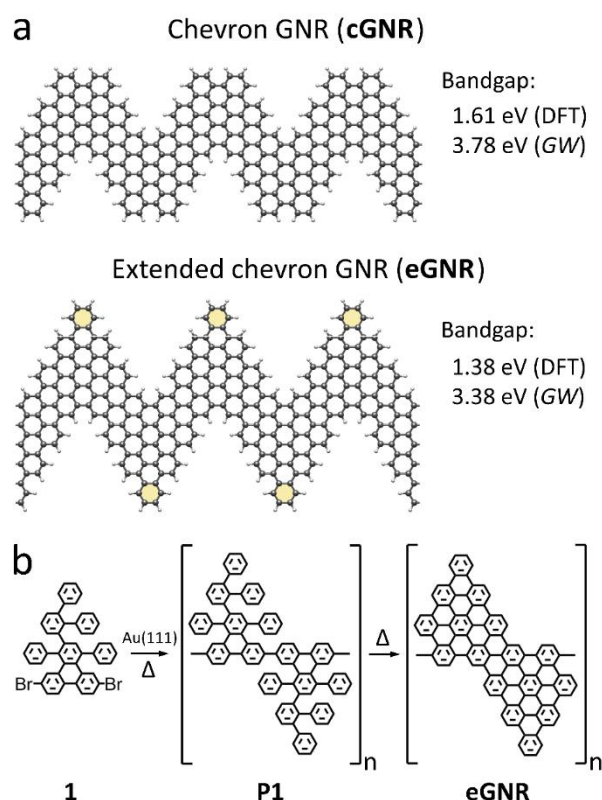 a
Chevron GNR (cGNR)
Bandgap:
1.61 eV (DFT)
3.78 eV (GW)
Extended chevron GNR (eGNR)
Bandgap:
1.38 eV (DFT)
3.38 eV (GW)
b
Au(111)
Δ
Δ
Br
Br
n
n
1
P1
eGNR